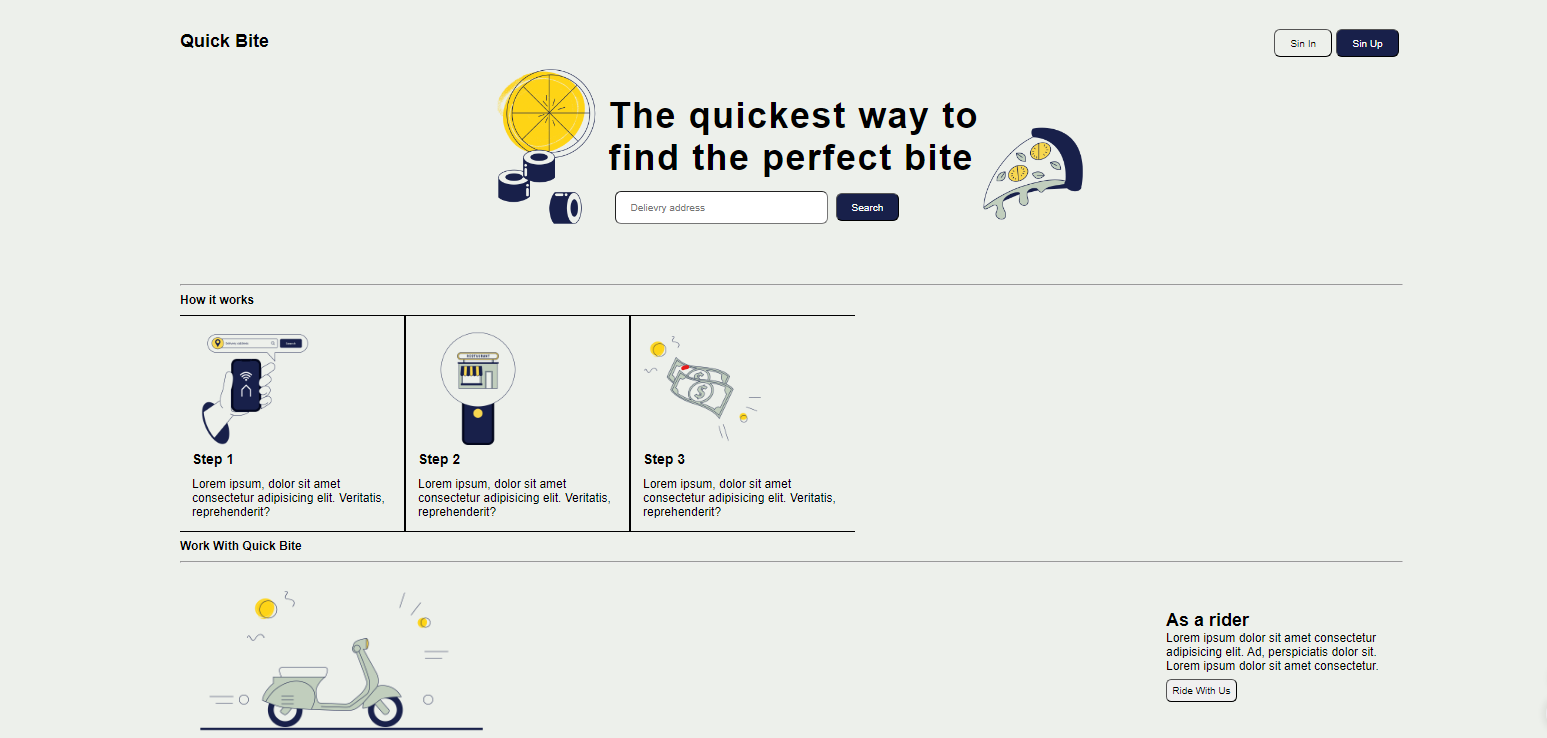 Quick Bite
Sin In
Sin Up
The quickest way to
find the perfect bite
Delievry address
Search
How it works
Search
RESTAURANT
Step 1
Lorem ipsum, dolor sit amet
consectetur adipisicing elit. Veritatis,
reprehenderit?
Step 2
Lorem ipsum, dolor sit amet
consectetur adipisicing elit. Veritatis,
reprehenderit?
Step 3
Lorem ipsum, dolor sit amet
consectetur adipisicing elit. Veritatis,
reprehenderit?
Work With Quick Bite
As a rider
Lorem ipsum dolor sit amet consectetur
adipisicing elit. Ad, perspiciatis dolor sit.
Lorem ipsum dolor sit amet consectetur.
Ride With Us